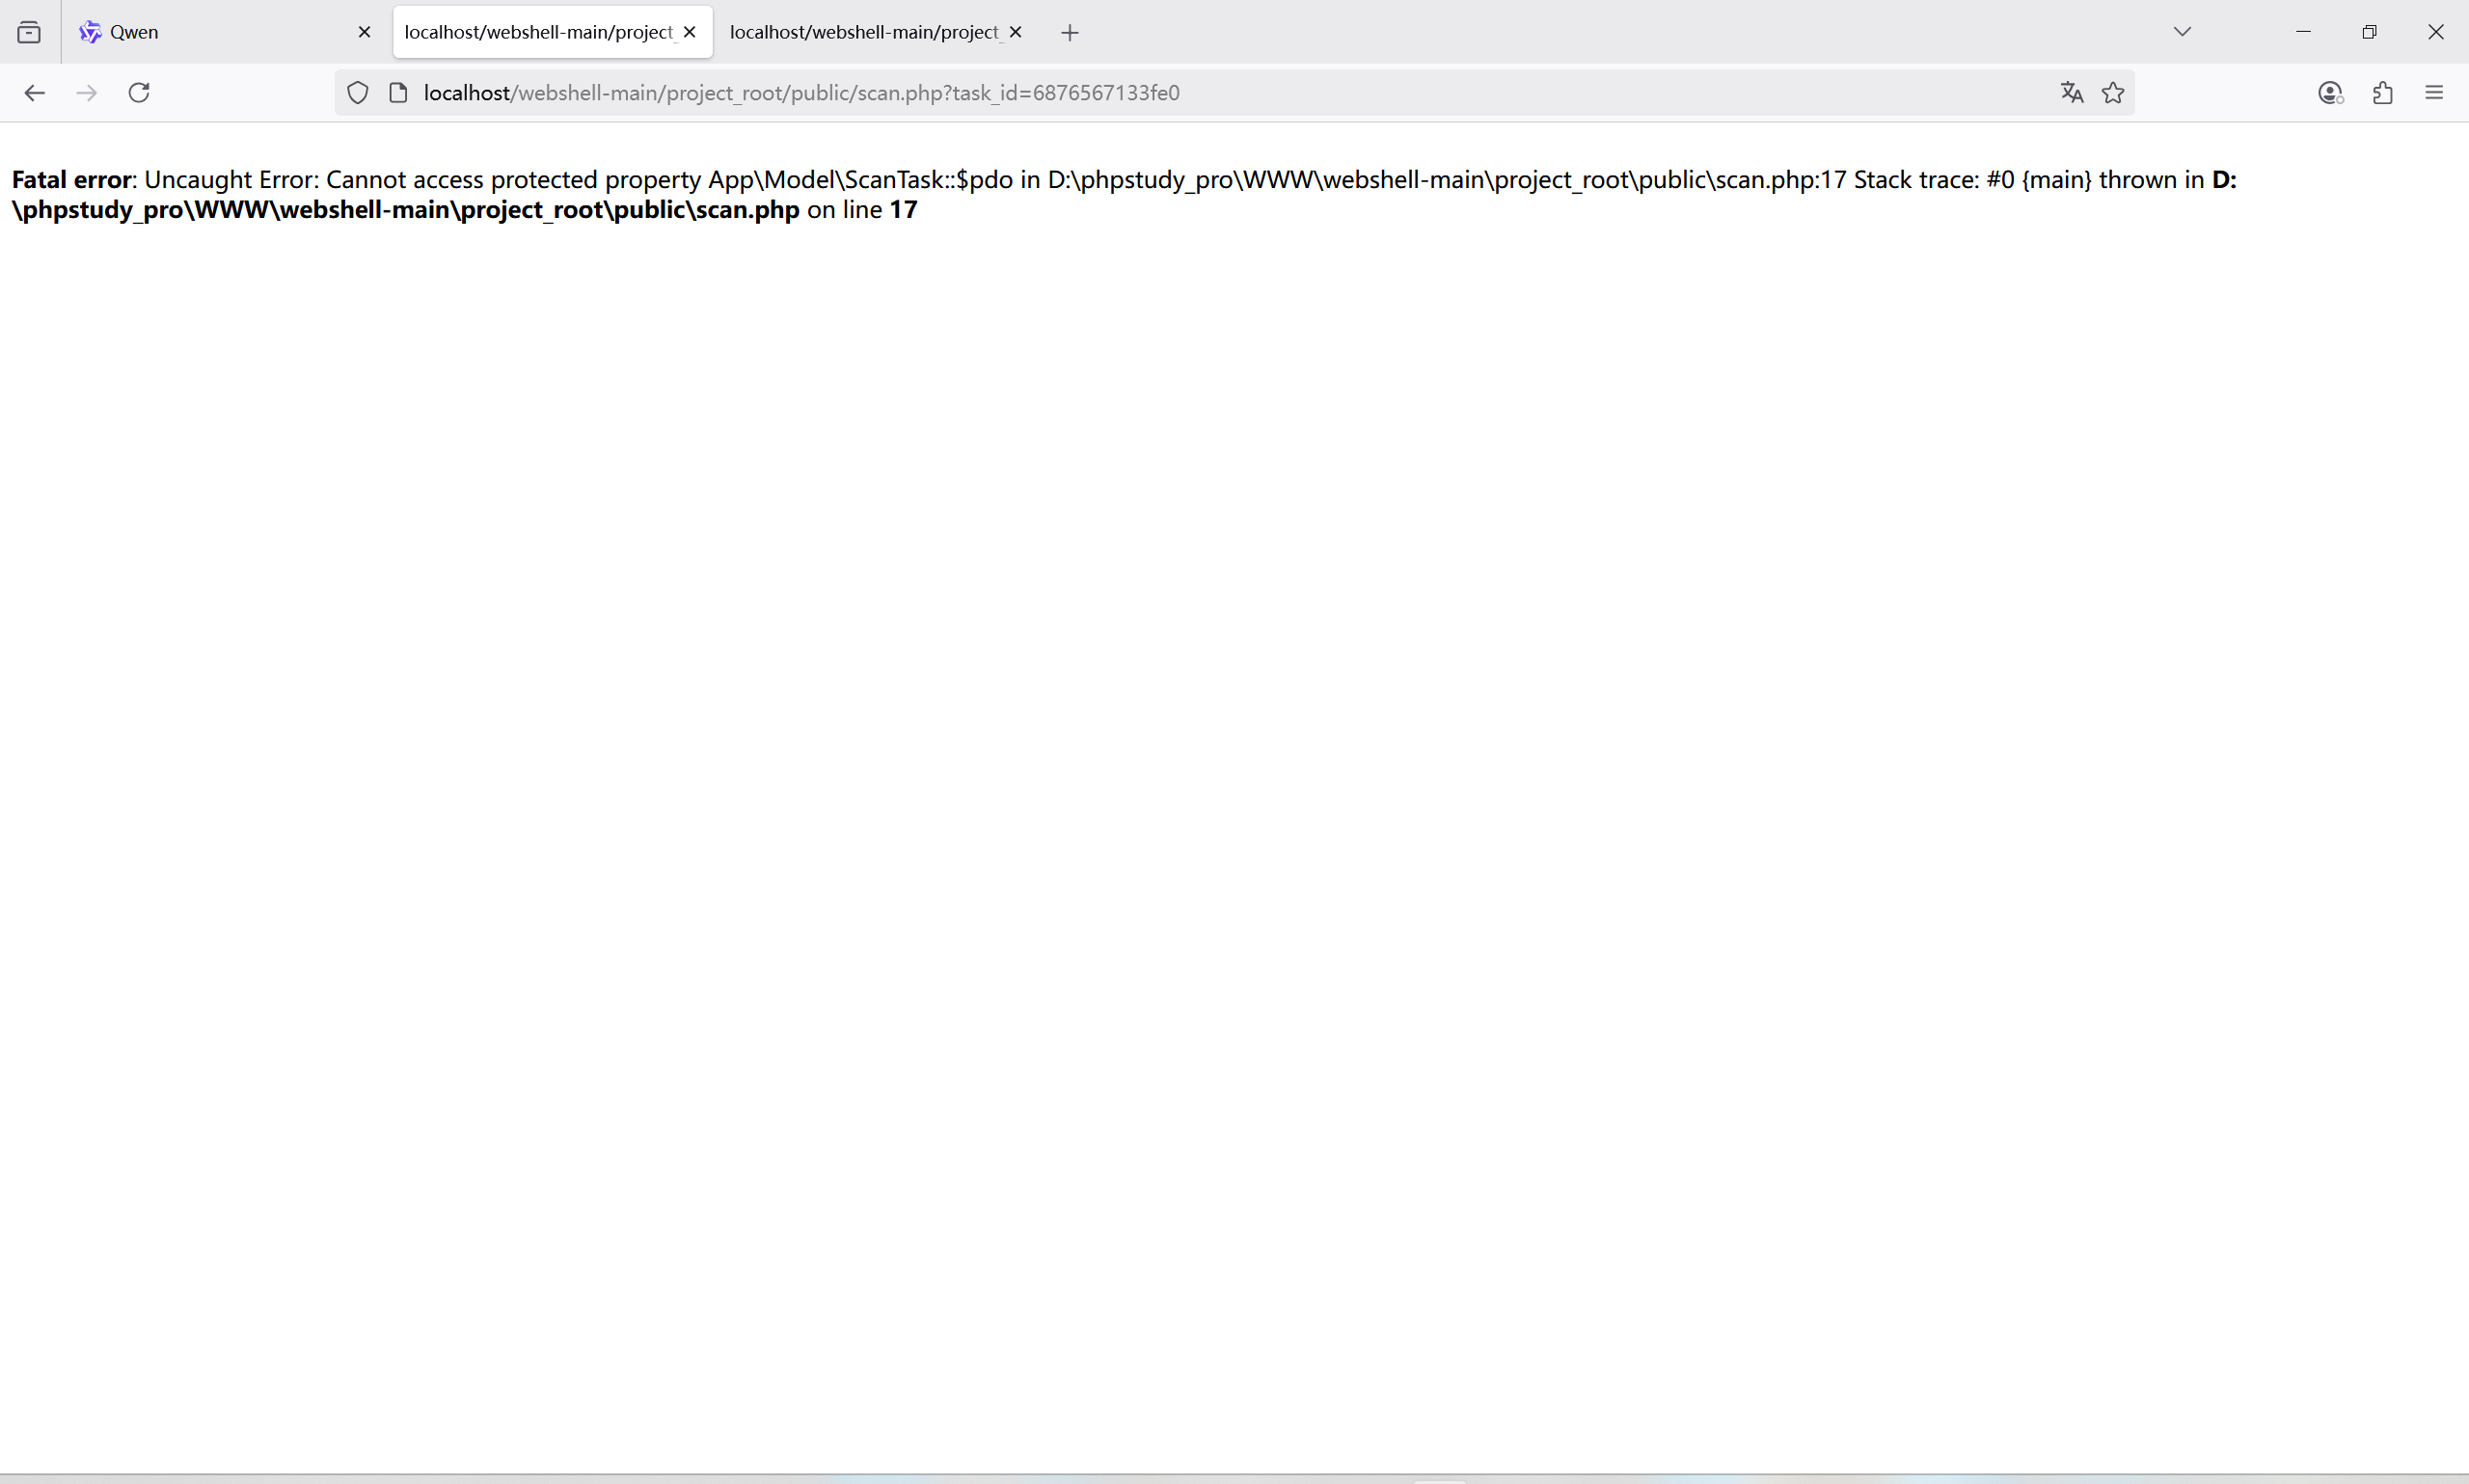 Qwen
localhost/webshell-main/project_
localhost/webshell-main/project_
localhost/webshell-main/project_root/public/scan.php?task_id=6876567133fe0
Fatal error: Uncaught Error: Cannot access protected property App\Model\ScanTask::$pdo in D:\phpstudy_pro\WWW\webshell-main\project_root\public\scan.php:17 Stack trace: #0 {main} thrown in D:
\phpstudy_pro\WWW\webshell-main\project_root\public\scan.php on line 17